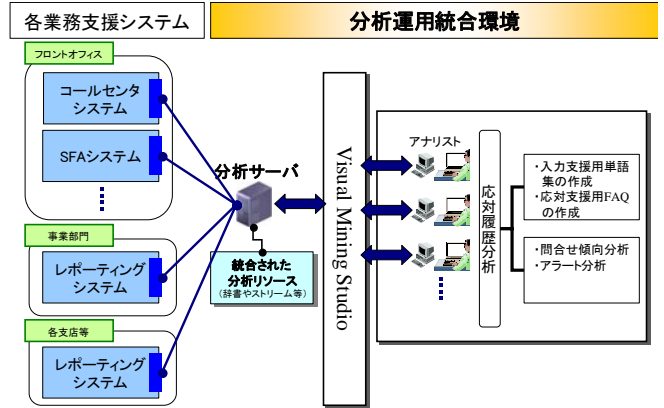 各業務支援システム
分析運用統合環境
フロントオフィス
コールセンタ
システム
SFAシステム
事業部門
レポーティング
システム
各支店等
レポーティング
システム
分析サーバ
統合された
分析リソース
（辞書やストリーム等）
Visual Mining Studio
アナリスト
応対履歴分析
・入力支援用単語
集の作成
・応対支援用FAQ
の作成
・問合せ傾向分析
・アラート分析